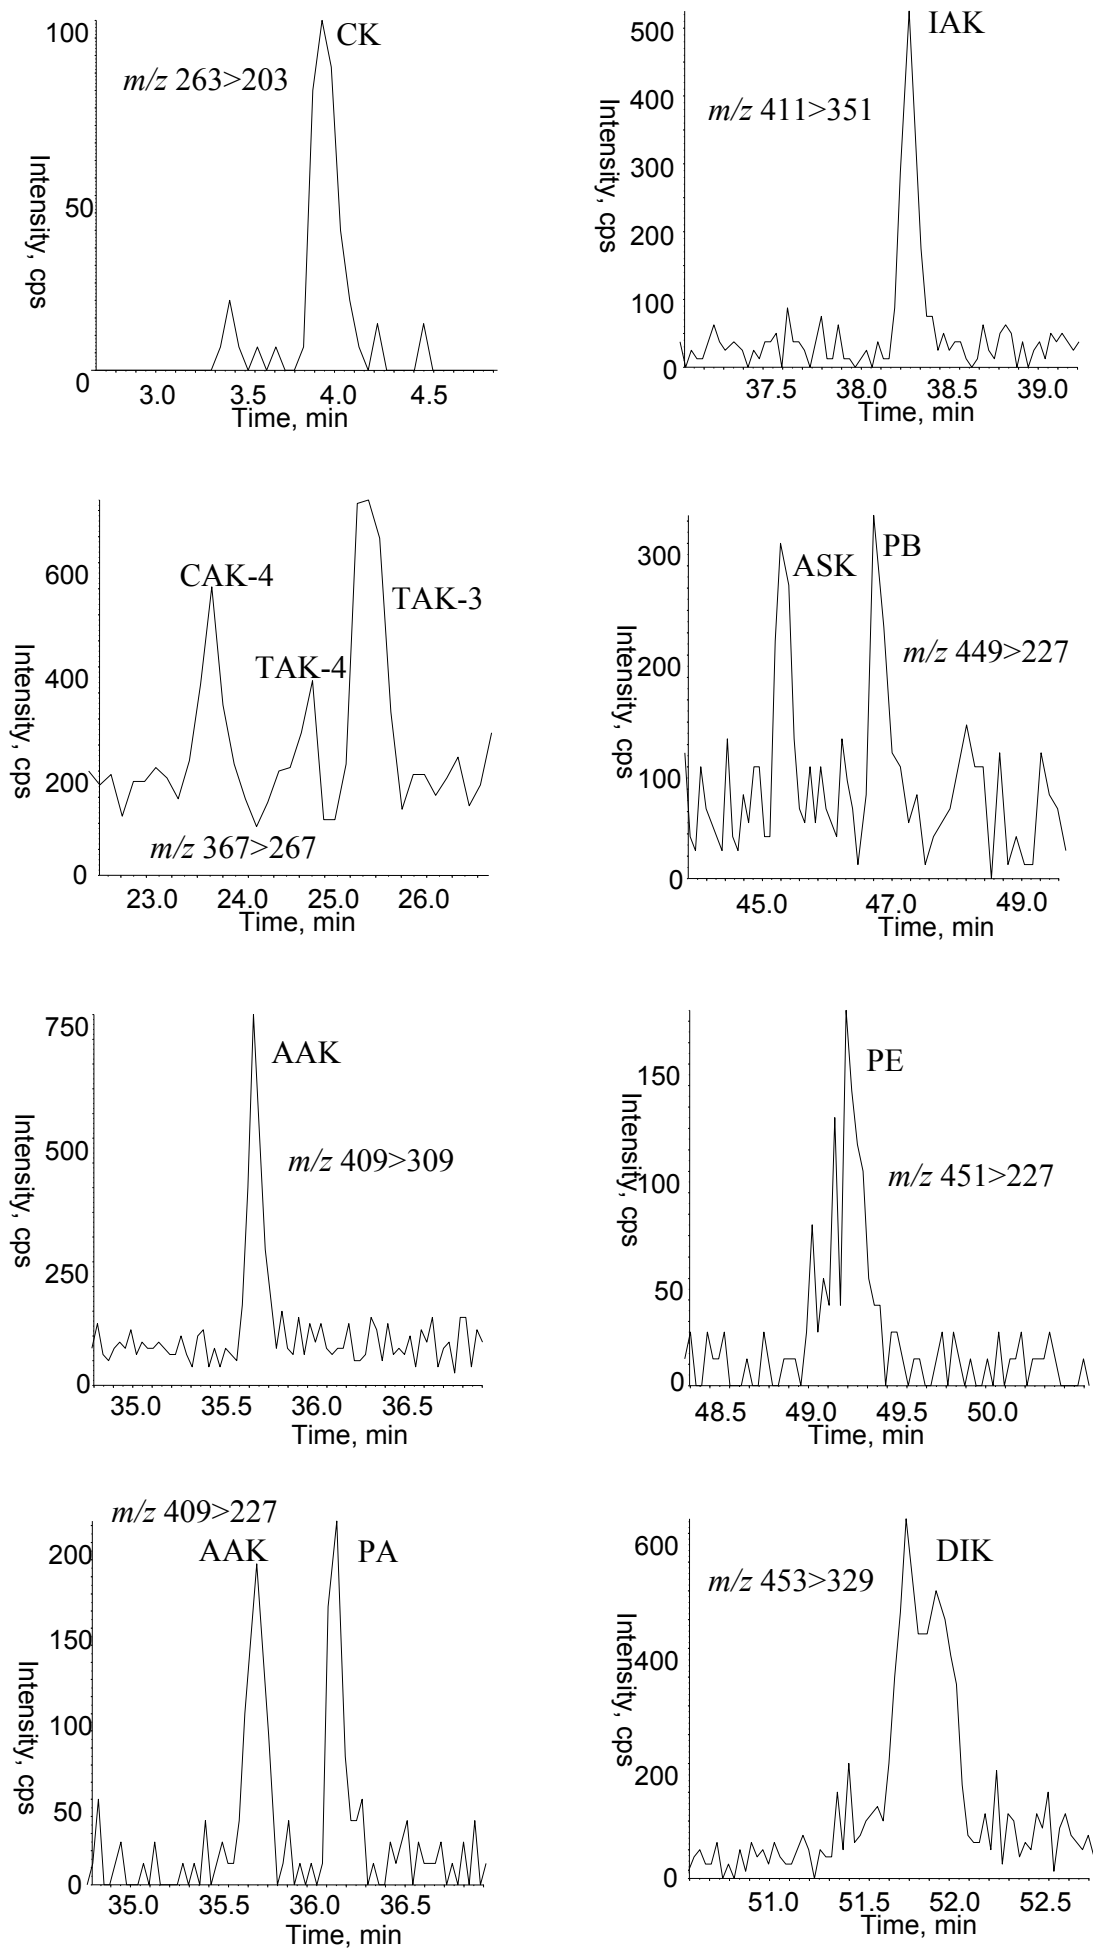 100
CK
m/z 263>203
50
0
Intensity, cps
3.0 3.5 4.0 4.5
Time, min
500
IAK
400
m/z 411>351
300
200
100
0
Intensity, cps
37.5 38.0 38.5 39.0
Time, min
600
CAK-4
TAK-3
TAK-4
400
200
m/z 367>267
0
Intensity, cps
23.0 24.0 25.0 26.0
Time, min
300
ASK
PB
m/z 449>227
200
100
0
Intensity, cps
45.0 47.0 49.0
Time, min
750
AAK
500
m/z 409>309
250
0
Intensity, cps
35.0 35.5 36.0 36.5
Time, min
PE
150
m/z 451>227
100
50
0
Intensity, cps
48.5 49.0 49.5 50.0
Time, min
m/z 409>227
AAK
PA
200
150
100
50
0
Intensity, cps
35.0 35.5 36.0 36.5
Time, min
600
DIK
m/z 453>329
400
200
0
Intensity, cps
51.0 51.5 52.0 52.5
Time, min